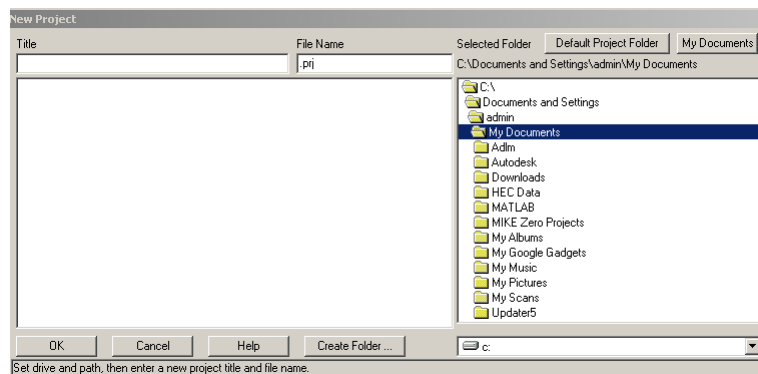 New Project
Title
File Name
Selected Folder
Default Project Folder
My Documents
.prj
C:\Documents and Settings\admin\My Documents
C:\
Documents and Settings
admin
My Documents
Adlm
Autodesk
Downloads
HEC Data
MATLAB
MIKE Zero Projects
My Albums
My Google Gadgets
My Music
My Pictures
My Scans
Updater5
OK
Cancel
Help
Create Folder ...
c:
Set drive and path, then enter a new project title and file name.